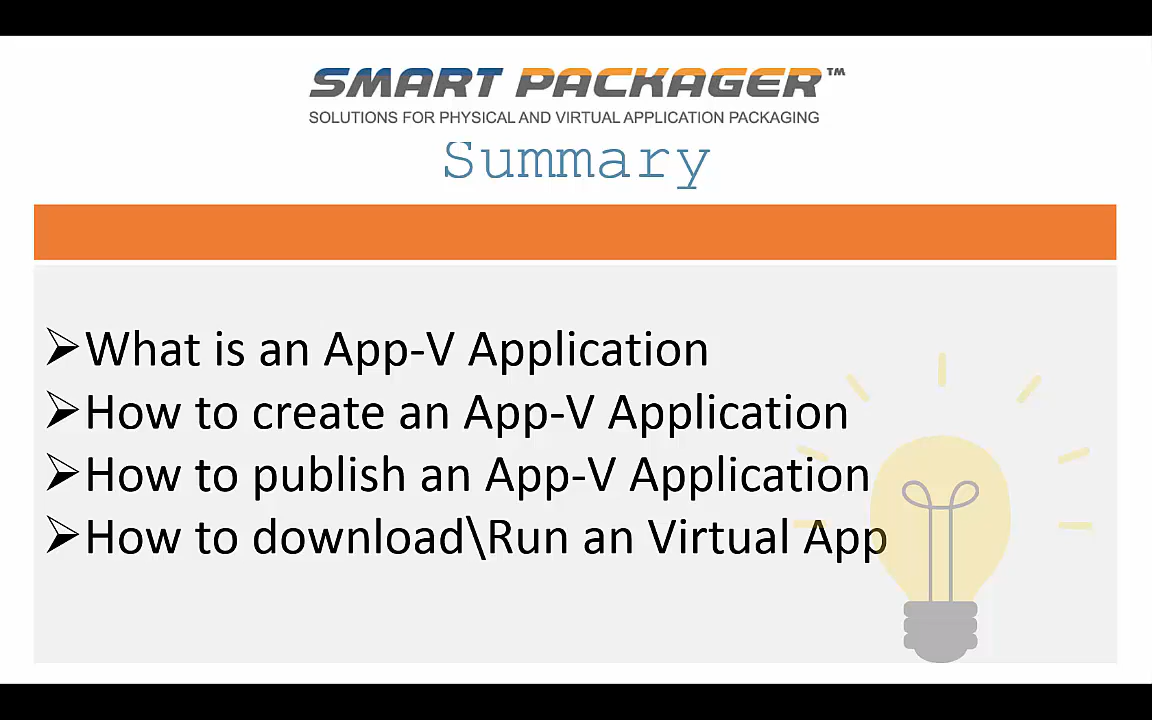 SMART PACKAGER™
SOLUTIONS FOR PHYSICAL AND VIRTUAL APPLICATION PACKAGING
Summary
➢What is an App-V Application
➢How to create an App-V Application
➢How to publish an App-V Application
➢How to download\Run an Virtual App